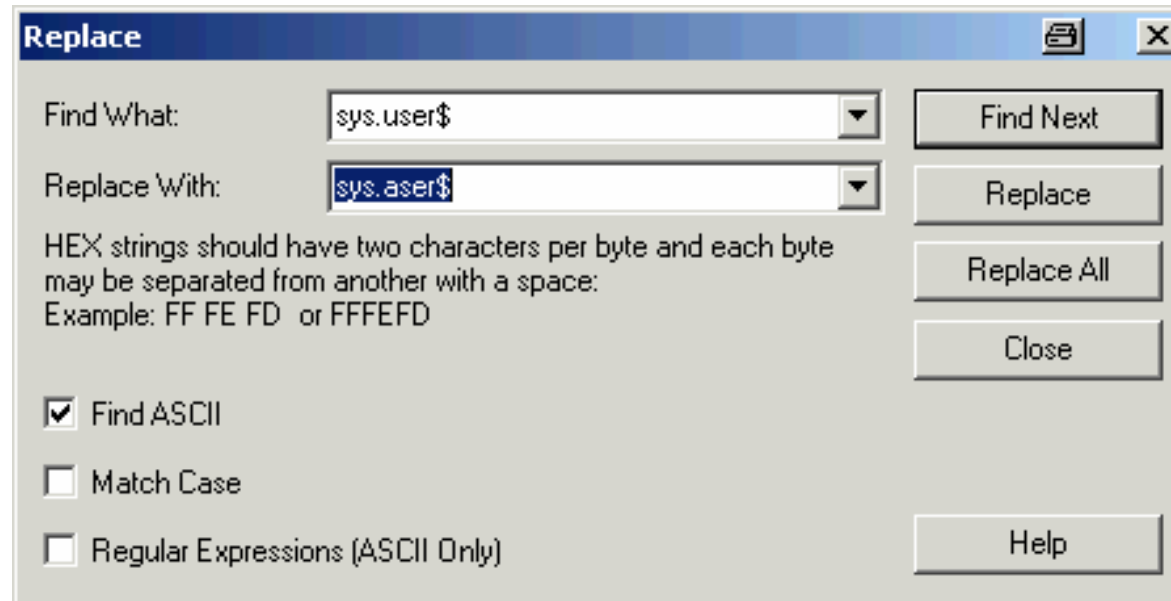 Replace
Find What: sys.user$ Find Next
Replace With: sys.aser$ Replace
HEX strings should have two characters per byte and each byte
may be separated from another with a space:
Example: FF FE FD or FFFEFD
Replace All
Close
Find ASCII
Match Case
Regular Expressions (ASCII Only)
Help